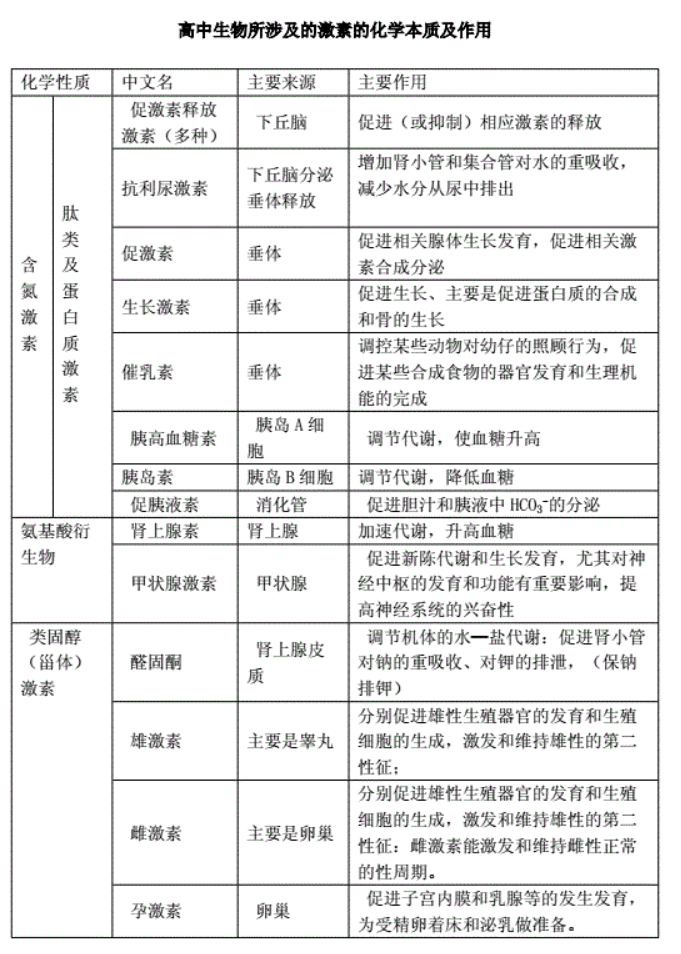 高中生物所涉及的激素的化学本质及作用
化学性质 中文名 主要来源 主要作用
含氮激素
肽类及蛋白质激素
促激素释放
激素（多种）
下丘脑
促进（或抑制）相应激素的释放
抗利尿激素
下丘脑分泌
垂体释放
增加肾小管和集合管对水的重吸收，
减少水分从尿中排出
促激素
垂体
促进相关腺体生长发育，促进相关激
素合成分泌
生长激素
垂体
促进生长、主要是促进蛋白质的合成
和骨的生长
催乳素
垂体
调控某些动物对幼仔的照顾行为，促
进某些合成食物的器官发育和生理机
能的完成
胰高血糖素
胰岛 A 细
胞
调节代谢，使血糖升高
胰岛素
胰岛 B 细胞
调节代谢，降低血糖
促胰液素
消化管
促进胆汁和胰液中 HCO₃⁻的分泌
氨基酸衍
生物
肾上腺素
肾上腺
加速代谢，升高血糖
甲状腺激素
甲状腺
促进新陈代谢和生长发育，尤其对神
经中枢的发育和功能有重要影响，提
高神经系统的兴奋性
类固醇
（甾体）
激素
醛固酮
肾上腺皮
质
调节机体的水—盐代谢：促进肾小管
对钠的重吸收、对钾的排泄，（保钠
排钾）
雄激素
主要是睾丸
分别促进雄性生殖器官的发育和生殖
细胞的生成，激发和维持雄性的第二
性征；
雌激素
主要是卵巢
分别促进雄性生殖器官的发育和生殖
细胞的生成，激发和维持雄性的第二
性征：雌激素能激发和维持雌性正常
的性周期。
孕激素
卵巢
促进子宫内膜和乳腺等的发生发育，
为受精卵着床和泌乳做准备。